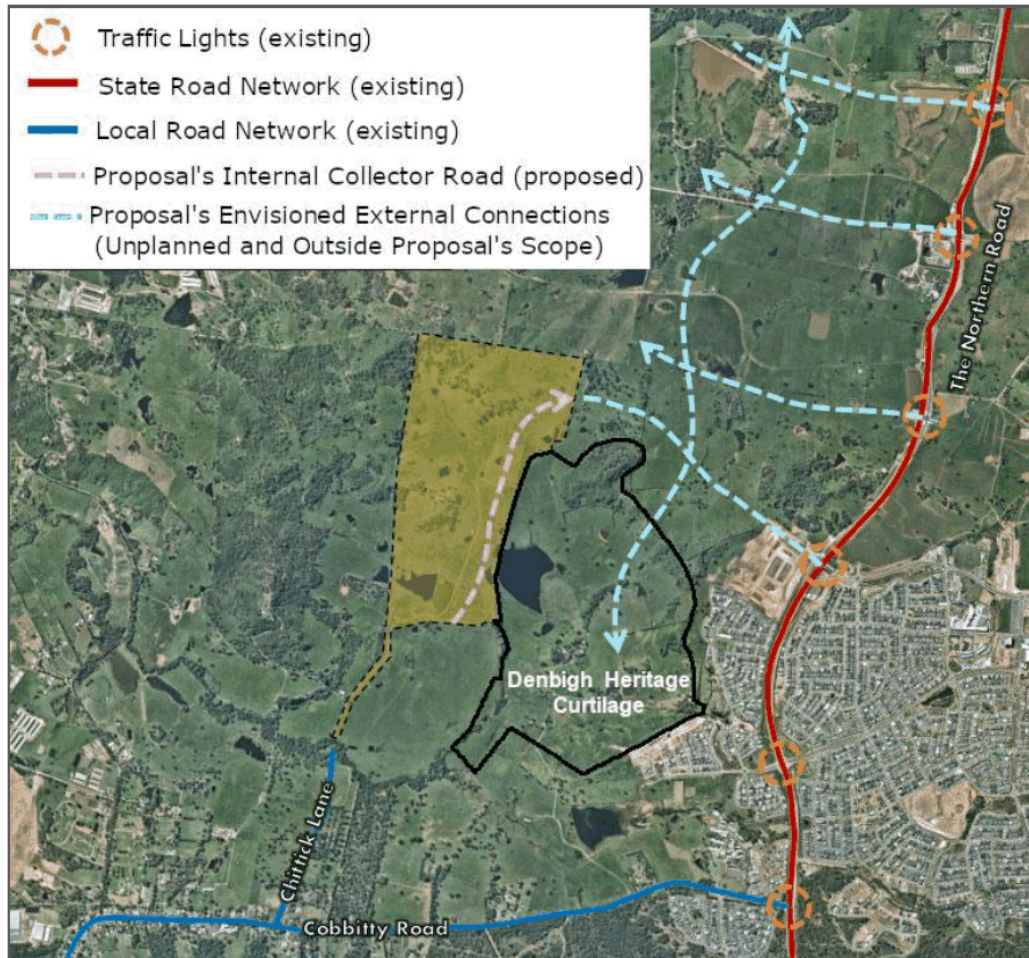 Traffic Lights (existing)
State Road Network (existing)
Local Road Network (existing)
Proposal's Internal Collector Road (proposed)
Proposal's Envisioned External Connections
(Unplanned and Outside Proposal's Scope)
The Northern Road
Denbigh Heritage
Curtilage
Chittick Lane
Cobbitty Road